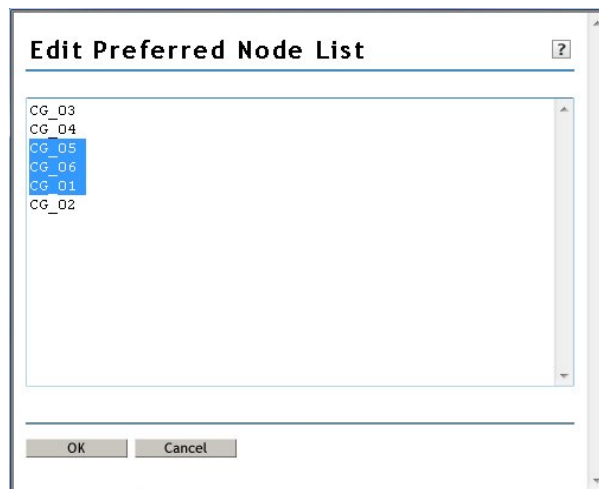 Edit Preferred Node List
?
CG_03
CG_04
CG_05
CG_06
CG_01
CG_02
OK
Cancel